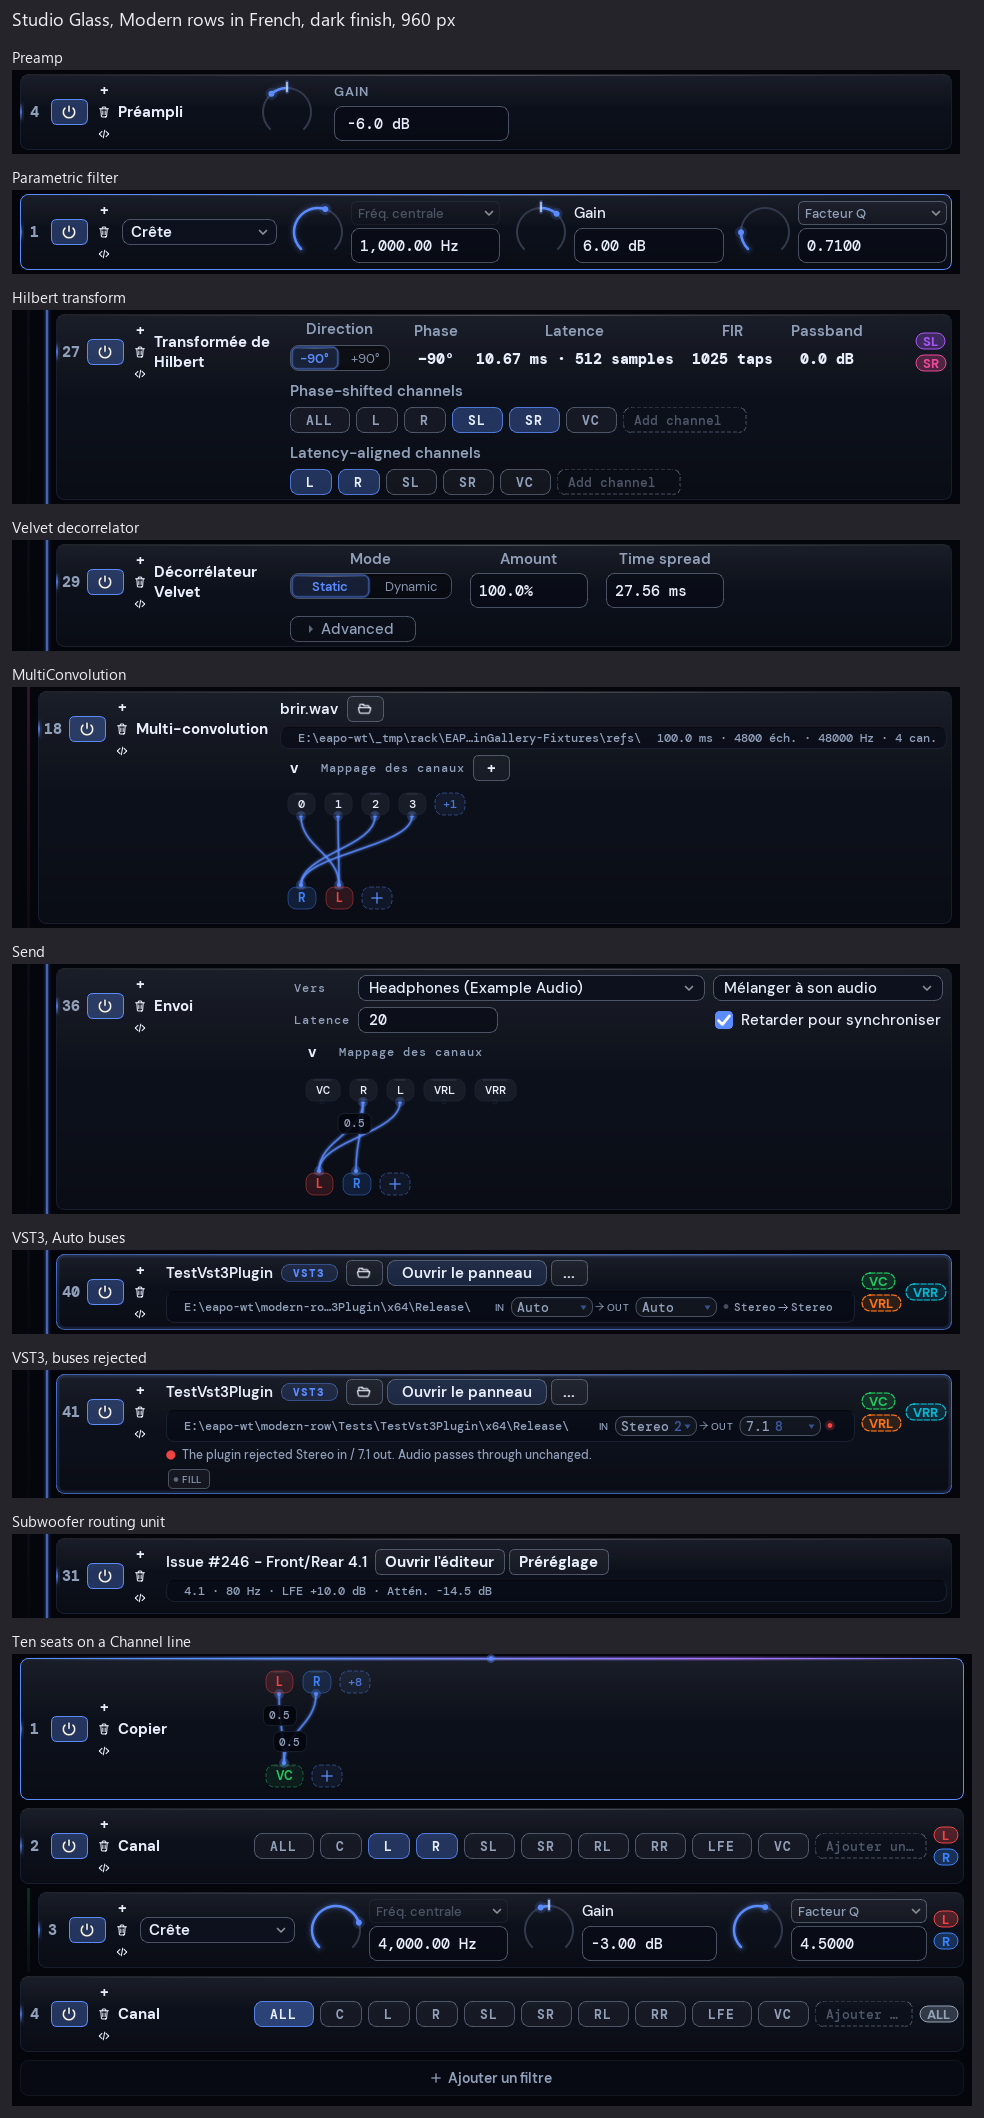 Studio Glass, Modern rows in French, dark finish, 960 px
Preamp
4 Préampli
GAIN
-6.0 dB
Parametric filter
1 Crête
Fréq. centrale
1,000.00 Hz
Gain
6.00 dB
Facteur Q
0.7100
Hilbert transform
27 Transformée de Hilbert
Direction Phase Latence FIR Passband
-90° +90° -90° 10.67 ms · 512 samples 1025 taps 0.0 dB
SL
SR
Phase-shifted channels
ALL L R SL SR VC Add channel
Latency-aligned channels
L R SL SR VC Add channel
Velvet decorrelator
29 Décorrélateur Velvet
Mode Amount Time spread
Static Dynamic 100.0% 27.56 ms
Advanced
MultiConvolution
18 Multi-convolution
brir.wav
E:\eapo-wt\_tmp\rack\EAP…inGallery-Fixtures\refs\ 100.0 ms · 4800 éch. · 48000 Hz · 4 can.
v Mappage des canaux +
0 1 2 3 +1
R L +
Send
36 Envoi
Vers Headphones (Example Audio) Mélanger à son audio
Latence 20 Retarder pour synchroniser
v Mappage des canaux
VC R L VRL VRR
0.5
L R +
VST3, Auto buses
40 TestVst3Plugin VST3 Ouvrir le panneau ...
E:\eapo-wt\modern-ro…3Plugin\x64\Release\ IN Auto → OUT Auto Stereo → Stereo
VC
VRL
VRR
VST3, buses rejected
41 TestVst3Plugin VST3 Ouvrir le panneau ...
E:\eapo-wt\modern-row\Tests\TestVst3Plugin\x64\Release\ IN Stereo 2 → OUT 7.1 8
VC
VRL
VRR
The plugin rejected Stereo in / 7.1 out. Audio passes through unchanged.
FILL
Subwoofer routing unit
31 Issue #246 - Front/Rear 4.1 Ouvrir l'éditeur Préréglage
4.1 · 80 Hz · LFE +10.0 dB · Attén. -14.5 dB
Ten seats on a Channel line
1 Copier
L R +8
0.5
0.5
VC +
2 Canal ALL C L R SL SR RL RR LFE VC Ajouter un…
L
R
3 Crête
Fréq. centrale
4,000.00 Hz
Gain
-3.00 dB
Facteur Q
4.5000
L
R
4 Canal ALL C L R SL SR RL RR LFE VC Ajouter … ALL
+ Ajouter un filtre